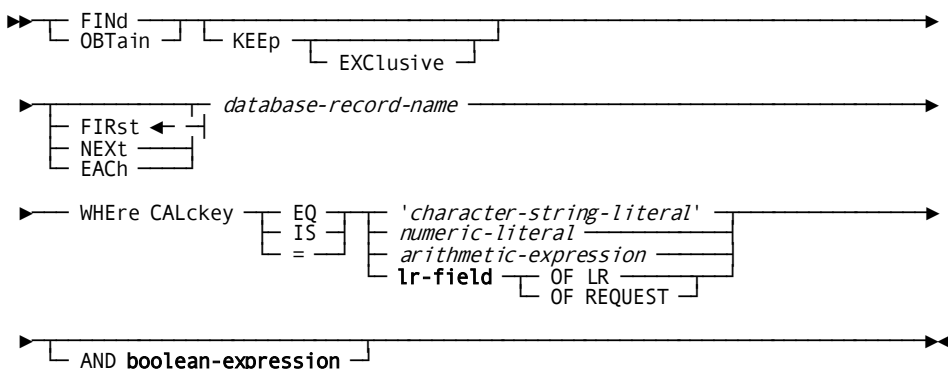 FINd
OBTain KEEp
EXClusive
database-record-name
FIRst
NEXt
EACh
WHEre CALckey EQ 'character-string-literal'
IS numeric-literal
= arithmetic-expression
lr-field OF LR
OF REQUEST
AND boolean-expression